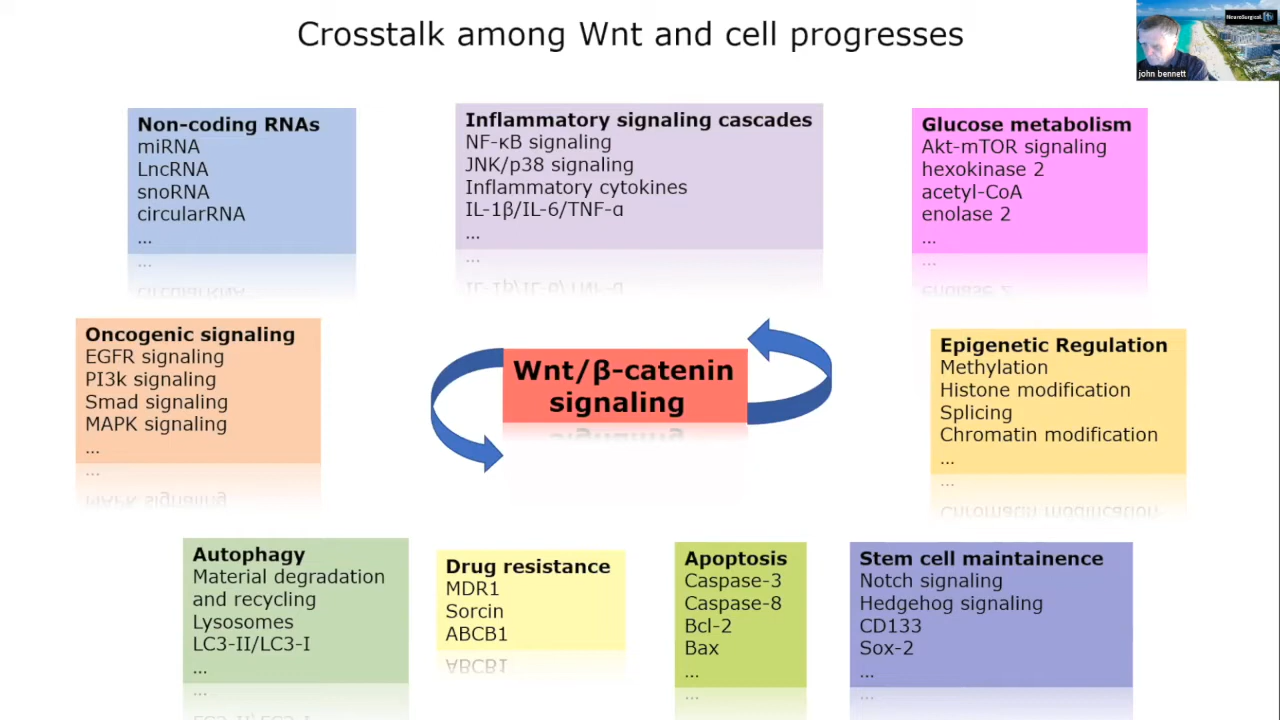 Crosstalk among Wnt and cell progresses
NeuroSurgical TV
john bennett
Non-coding RNAs
miRNA
LncRNA
snoRNA
circularRNA
...
Inflammatory signaling cascades
NF-κB signaling
JNK/p38 signaling
Inflammatory cytokines
IL-1β/IL-6/TNF-α
...
Glucose metabolism
Akt-mTOR signaling
hexokinase 2
acetyl-CoA
enolase 2
...
Oncogenic signaling
EGFR signaling
PI3k signaling
Smad signaling
MAPK signaling
...
Wnt/β-catenin
signaling
Epigenetic Regulation
Methylation
Histone modification
Splicing
Chromatin modification
...
Autophagy
Material degradation
and recycling
Lysosomes
LC3-II/LC3-I
...
Drug resistance
MDR1
Sorcin
ABCB1
Apoptosis
Caspase-3
Caspase-8
Bcl-2
Bax
...
Stem cell maintainence
Notch signaling
Hedgehog signaling
CD133
Sox-2
...